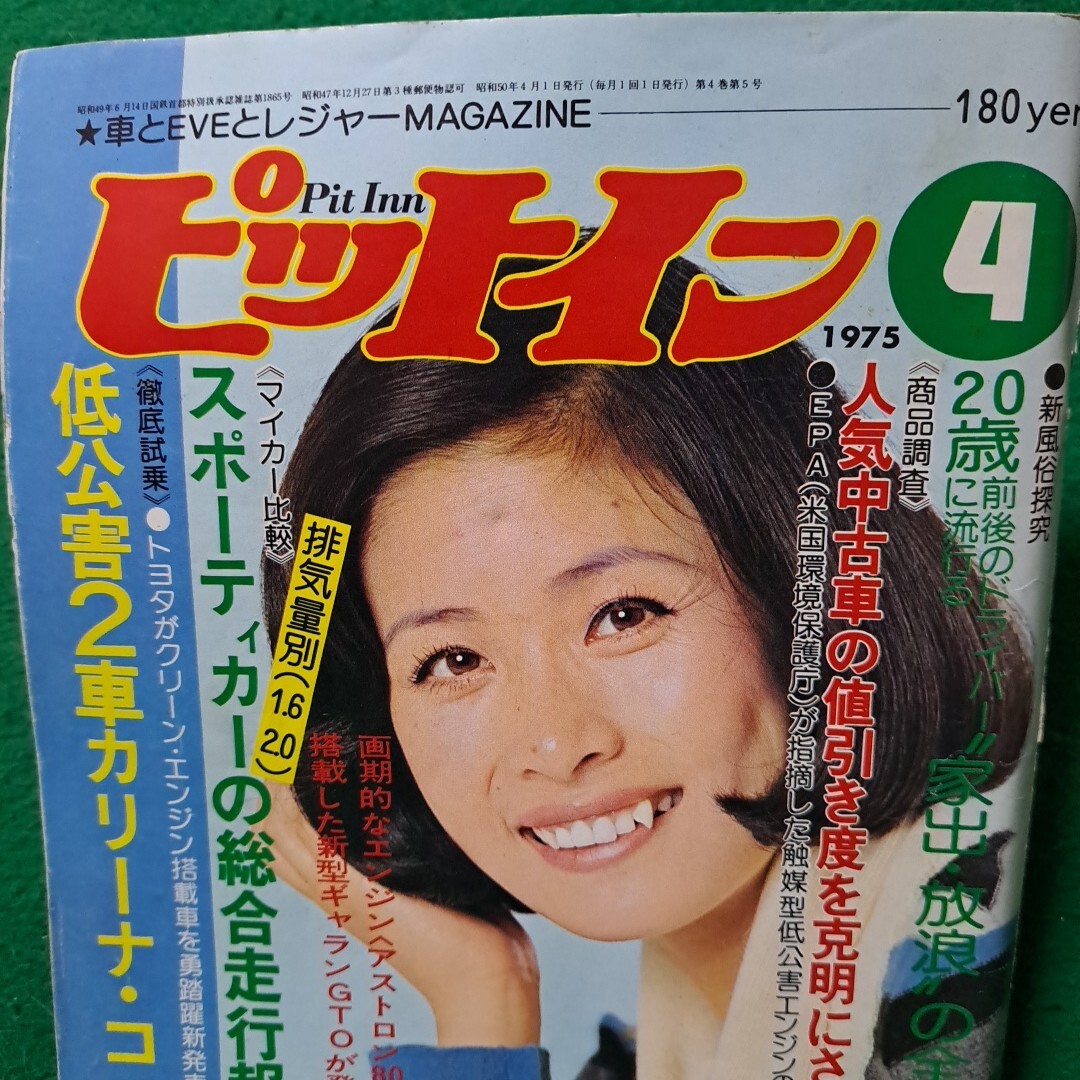 昭和49年6月14日国鉄首都特別扱承認雑誌第1865号 昭和47年12月27日第3種郵便物認可 昭和50年4月1日発行(毎月1回1日発行)第4巻第5号
★車とEVEとレジャーMAGAZINE
180yen
ピットイン
Pit Inn
4
1975
●新風俗探究
20歳前後のドライバーに流行る
"家出・放浪"の全
《商品調査》
人気中古車の値引き度を克明にさ
●EPA(米国環境保護庁)が指摘した触媒型低公害エンジンの
画期的なエンジン〈アストロン80
搭載した新型ギャランGTOが発
排気量別(1.6 2.0)
《マイカー比較》
スポーティカーの総合走行報
《徹底試乗》
●トヨタがクリーン・エンジン搭載車を勇踏躍新発表
低公害2車カリーナ・コ